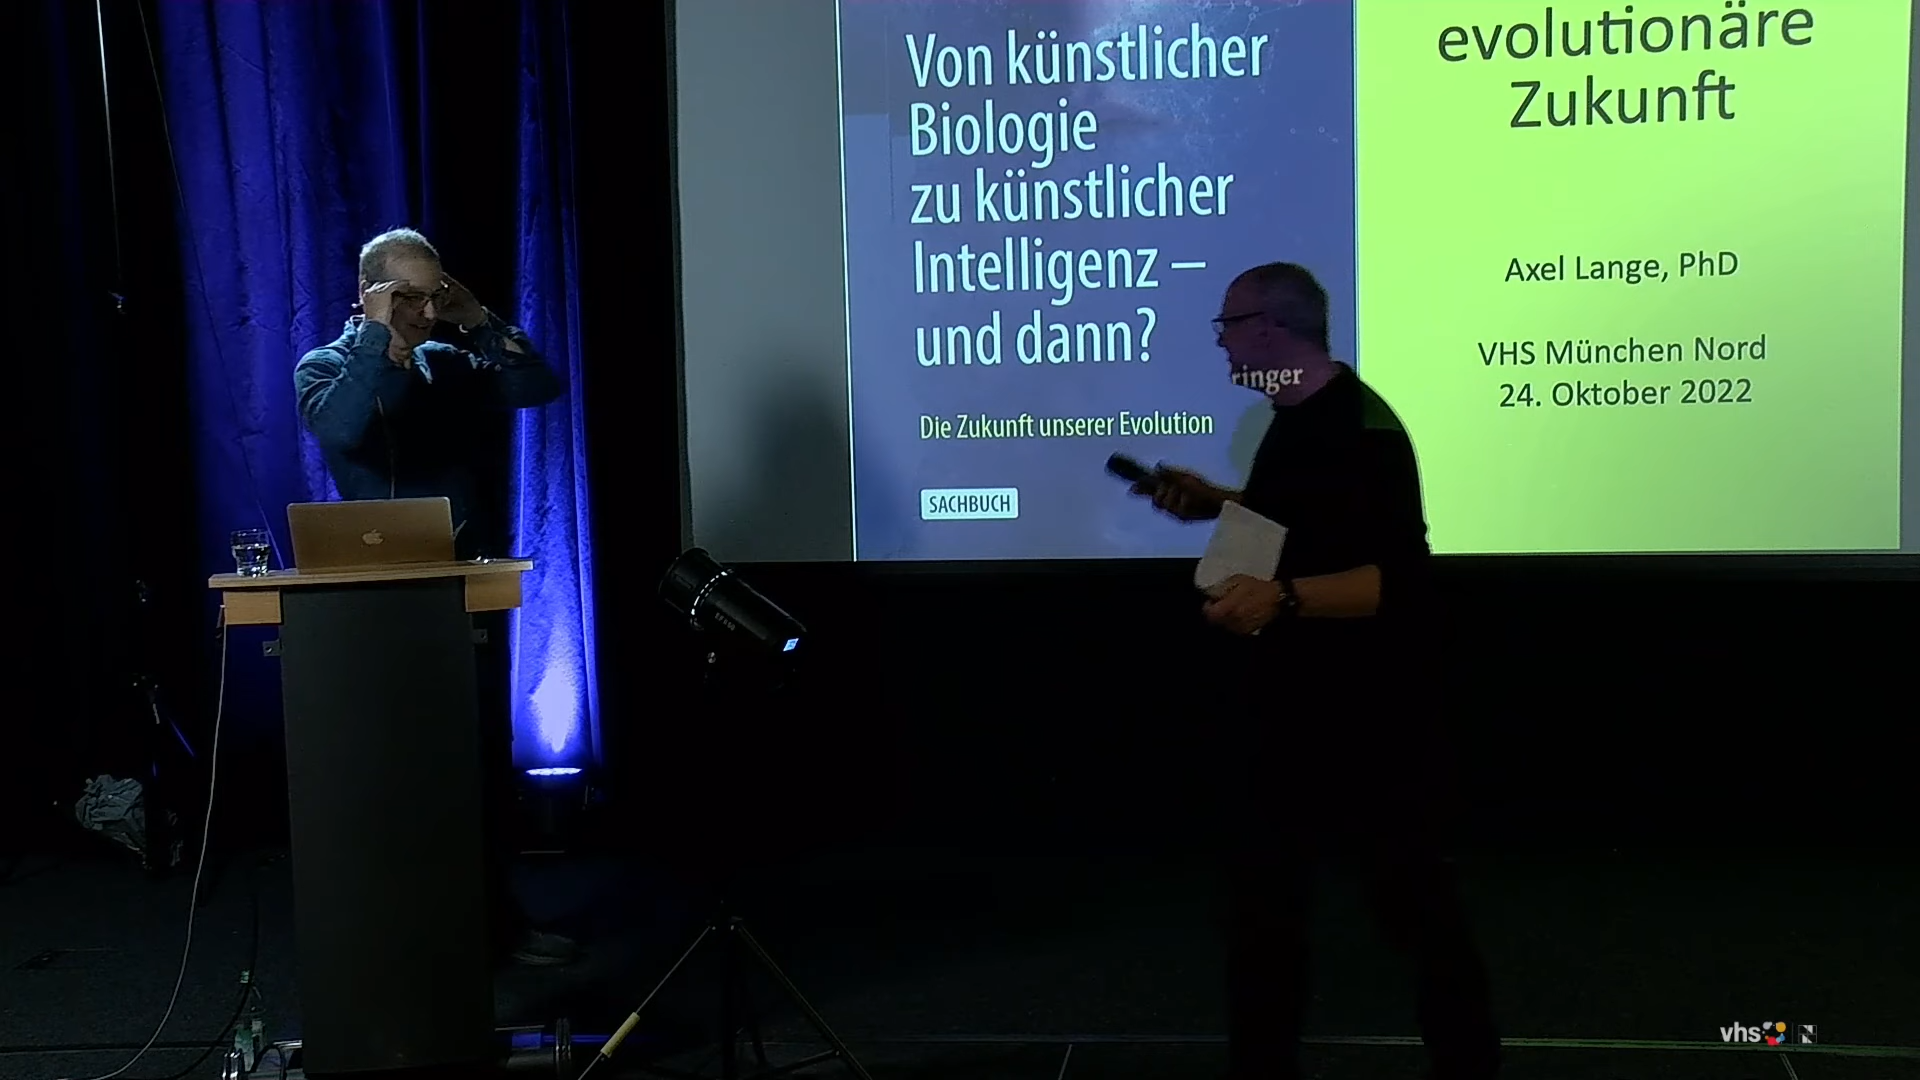 Von künstlicher
Biologie
zu künstlicher
Intelligenz –
und dann?
ringer
Die Zukunft unserer Evolution
SACHBUCH
evolutionäre
Zukunft
Axel Lange, PhD
VHS München Nord
24. Oktober 2022
vhs